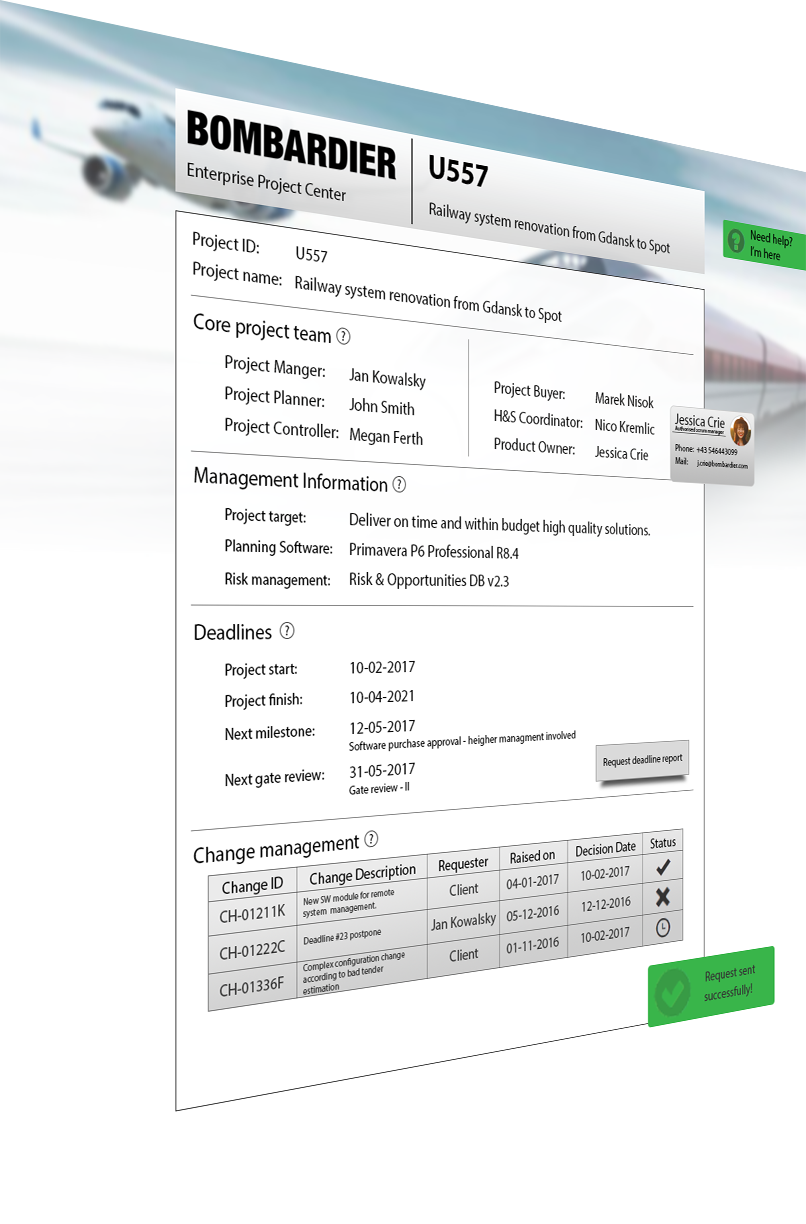 BOMBARDIER
Enterprise Project Center
U557
Railway system renovation from Gdansk to Spot
Need help?
I'm here
Project ID: U557
Project name: Railway system renovation from Gdansk to Spot
Core project team ?
Project Manger: Jan Kowalsky
Project Planner: John Smith
Project Controller: Megan Ferth
Project Buyer: Marek Nisok
H&S Coordinator: Nico Kremlic
Product Owner: Jessica Crie
Jessica Crie
Authorised scrum manager
Phone: +43 546443099
Mail: j.crie@bombardier.com
Management Information ?
Project target: Deliver on time and within budget high quality solutions.
Planning Software: Primavera P6 Professional R8.4
Risk management: Risk & Opportunities DB v2.3
Deadlines ?
Project start: 10-02-2017
Project finish: 10-04-2021
Next milestone: 12-05-2017
Software purchase approval - heigher managment involved
Next gate review: 31-05-2017
Gate review - II
Request deadline report
Change management ?
Change ID Change Description Requester Raised on Decision Date Status
CH-01211K New SW module for remote
system management. Client 04-01-2017 10-02-2017
CH-01222C Deadline #23 postpone Jan Kowalsky 05-12-2016 12-12-2016
CH-01336F Complex configuration change
according to bad tender
estimation Client 01-11-2016 10-02-2017
Request sent
successfully!